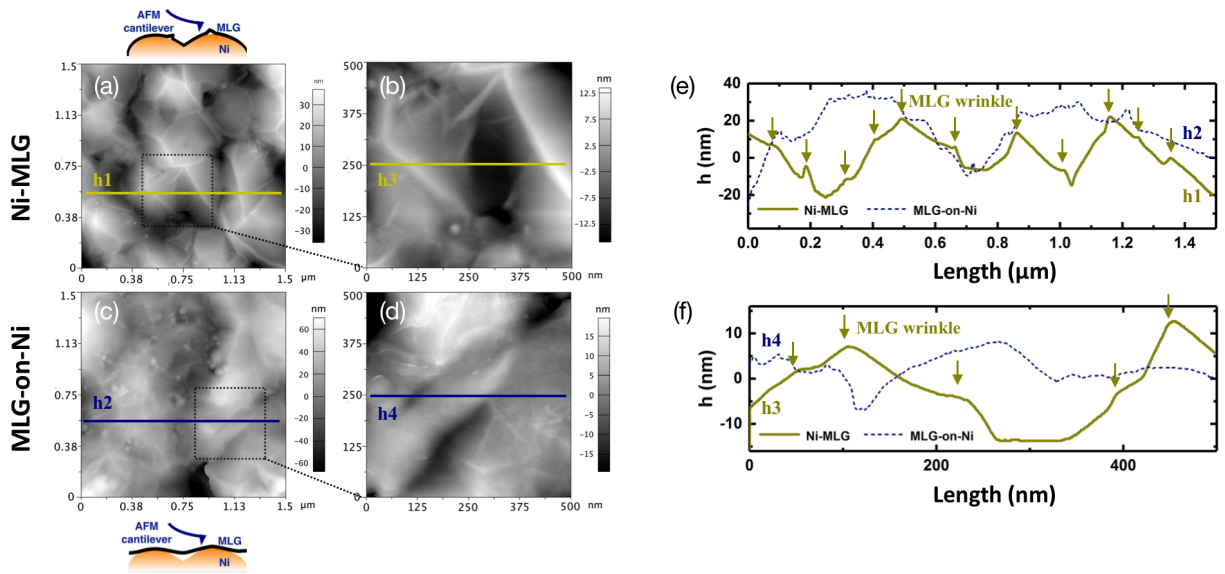 AFM
cantilever
MLG
Ni
Ni-MLG
(a)
h1
1.5
1.13
0.75
0.38
0
0
0.38
0.75
1.13
1.5
µm
nm
30
20
10
0
−10
−20
−30
(b)
h3
500
375
250
125
0
0
125
250
375
500
nm
nm
12.5
7.5
2.5
−2.5
−7.5
−12.5
MLG-on-Ni
(c)
h2
1.5
1.13
0.75
0.38
0
0
0.38
0.75
1.13
1.5
µm
nm
60
40
20
0
−20
−40
−60
(d)
h4
500
375
250
125
0
0
125
250
375
500
nm
nm
15
10
5
0
−5
−10
−15
AFM
cantilever
MLG
Ni
(e)
h (nm)
40
20
0
-20
MLG wrinkle
h2
h1
Ni-MLG
MLG-on-Ni
0.0 0.2 0.4 0.6 0.8 1.0 1.2 1.4
Length (µm)
(f)
h (nm)
10
0
-10
h4
h3
MLG wrinkle
Ni-MLG
MLG-on-Ni
0 200 400
Length (nm)